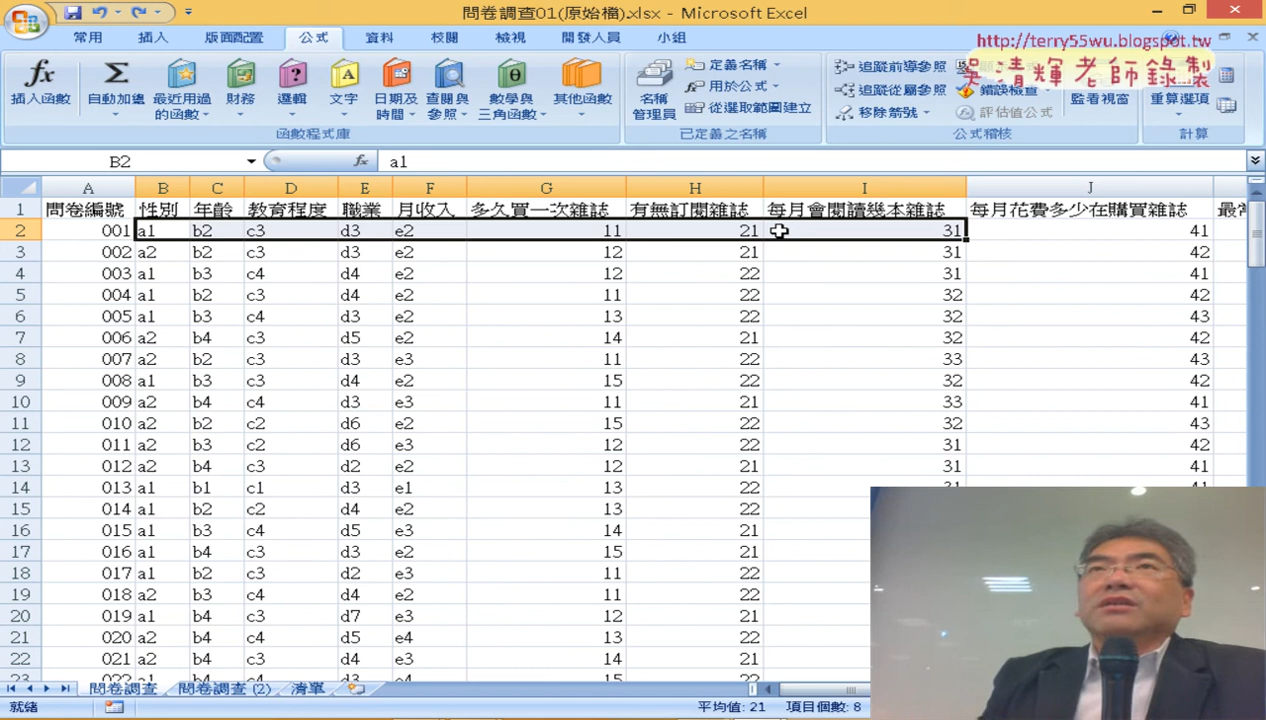 問卷調查01(原始檔).xlsx - Microsoft Excel
常用 插入 版面配置 公式 資料 校閱 檢視 開發人員 小組
http://terry55wu.blogspot.tw
吳清輝老師錄製
插入函數 自動加總 最近用過的函數 財務 邏輯 文字 日期及時間 查閱與參照 數學與三角函數 其他函數
函數程式庫
名稱管理員 定義名稱 用於公式 從選取範圍建立
已定義之名稱
追蹤前導參照 追蹤從屬參照 移除箭號 錯誤檢查 評估值公式 監看視窗
公式稽核
重算選項
計算
B2 fx a1
A B C D E F G H I J
1 問卷編號 性別 年齡 教育程度 職業 月收入 多久買一次雜誌 有無訂閱雜誌 每月會閱讀幾本雜誌 每月花費多少在購買雜誌
2 001 a1 b2 c3 d3 e2 11 21 31 41
3 002 a2 b2 c3 d3 e2 12 21 31 42
4 003 a1 b3 c4 d4 e2 12 22 31 41
5 004 a1 b2 c3 d4 e2 11 22 32 42
6 005 a1 b3 c4 d3 e2 13 22 32 43
7 006 a2 b4 c3 d5 e2 14 21 32 42
8 007 a2 b2 c3 d3 e3 11 22 33 43
9 008 a1 b3 c3 d4 e2 15 22 32 42
10 009 a2 b4 c4 d3 e3 11 21 33 41
11 010 a2 b2 c2 d6 e2 15 22 32 43
12 011 a2 b3 c2 d6 e3 12 22 31 42
13 012 a2 b4 c3 d2 e2 12 21 31 41
14 013 a1 b1 c1 d3 e1 13 22 31 41
15 014 a1 b2 c2 d4 e2 13 22
16 015 a1 b3 c4 d5 e3 14 21
17 016 a1 b4 c3 d3 e2 15 21
18 017 a1 b2 c3 d2 e3 11 22
19 018 a2 b3 c3 d4 e2 11 22
20 019 a1 b4 c3 d7 e3 12 21
21 020 a2 b4 c4 d5 e4 13 21
22 021 a2 b4 c3 d4 e3 14 21
問卷調查 問卷調查 (2) 清單
就緒 平均值: 21 項目個數: 8